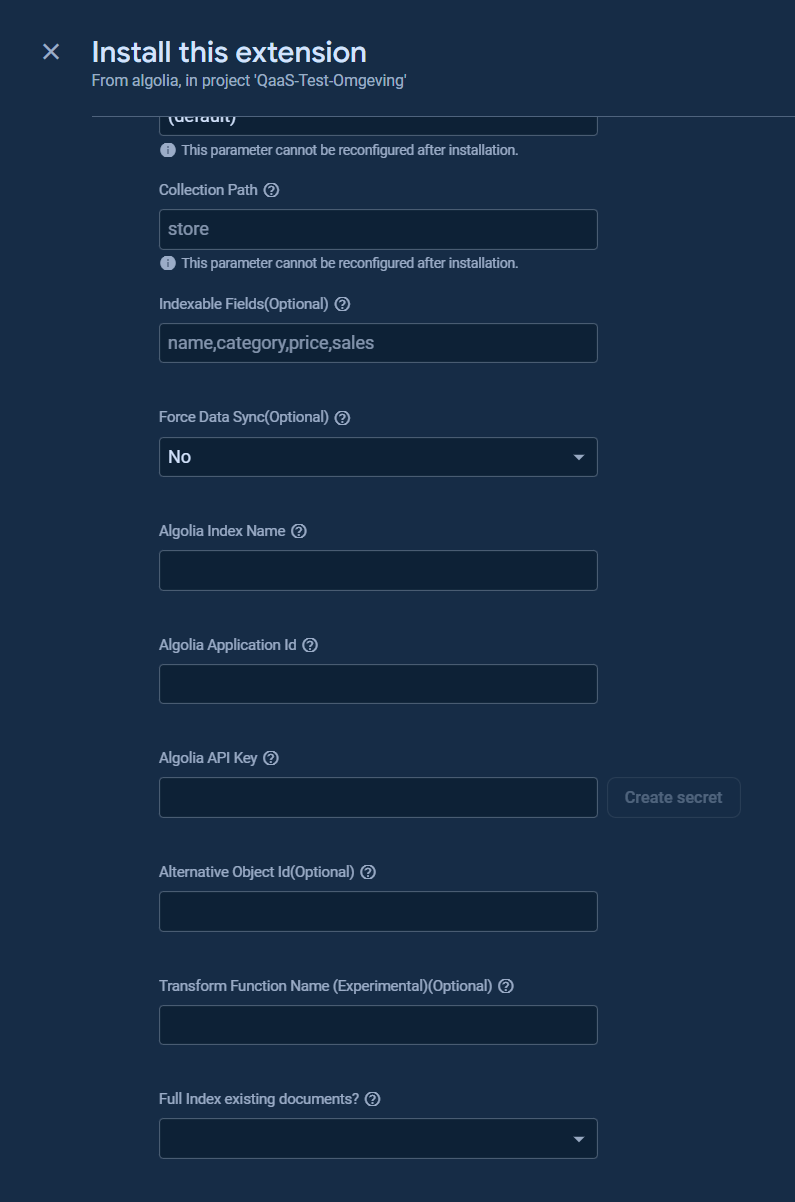 Install this extension
From algolia, in project 'QaaS-Test-Omgeving'
(default)
This parameter cannot be reconfigured after installation.
Collection Path
store
This parameter cannot be reconfigured after installation.
Indexable Fields(Optional)
name,category,price,sales
Force Data Sync(Optional)
No
Algolia Index Name
Algolia Application Id
Algolia API Key
Create secret
Alternative Object Id(Optional)
Transform Function Name (Experimental)(Optional)
Full Index existing documents?